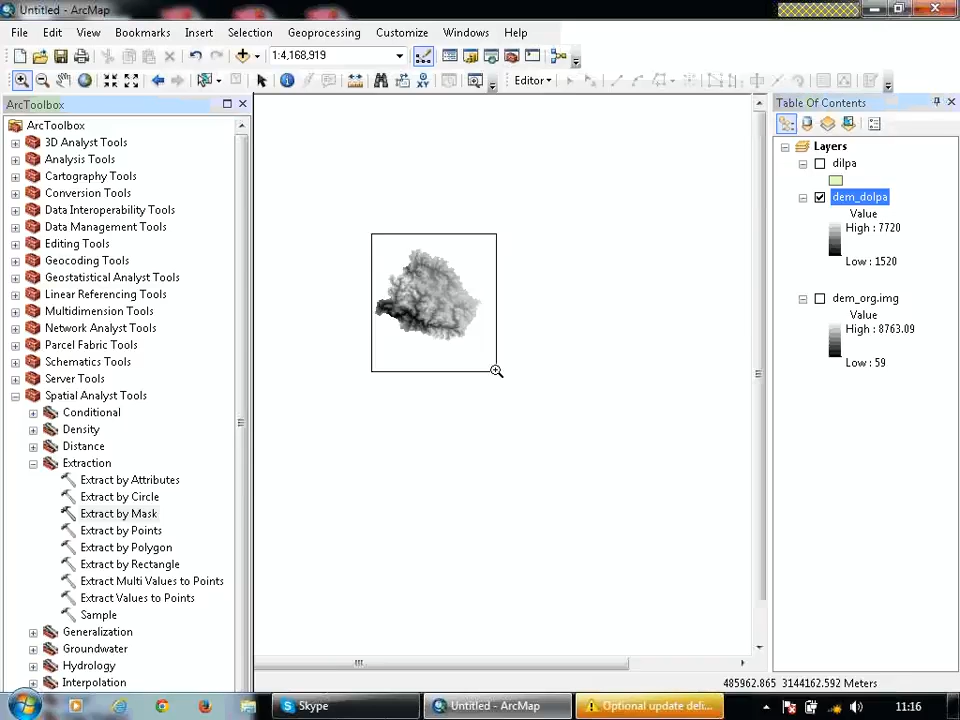 Untitled - ArcMap
File Edit View Bookmarks Insert Selection Geoprocessing Customize Windows Help
1:4,168,919
Editor
ArcToolbox
Table Of Contents
ArcToolbox
3D Analyst Tools
Analysis Tools
Cartography Tools
Conversion Tools
Data Interoperability Tools
Data Management Tools
Editing Tools
Geocoding Tools
Geostatistical Analyst Tools
Linear Referencing Tools
Multidimension Tools
Network Analyst Tools
Parcel Fabric Tools
Schematics Tools
Server Tools
Spatial Analyst Tools
Conditional
Density
Distance
Extraction
Extract by Attributes
Extract by Circle
Extract by Mask
Extract by Points
Extract by Polygon
Extract by Rectangle
Extract Multi Values to Points
Extract Values to Points
Sample
Generalization
Groundwater
Hydrology
Interpolation
Layers
dilpa
dem_dolpa
Value
High : 7720
Low : 1520
dem_org.img
Value
High : 8763.09
Low : 59
485962.865 3144162.592 Meters
Skype
Untitled - ArcMap
Optional update deli...
11:16